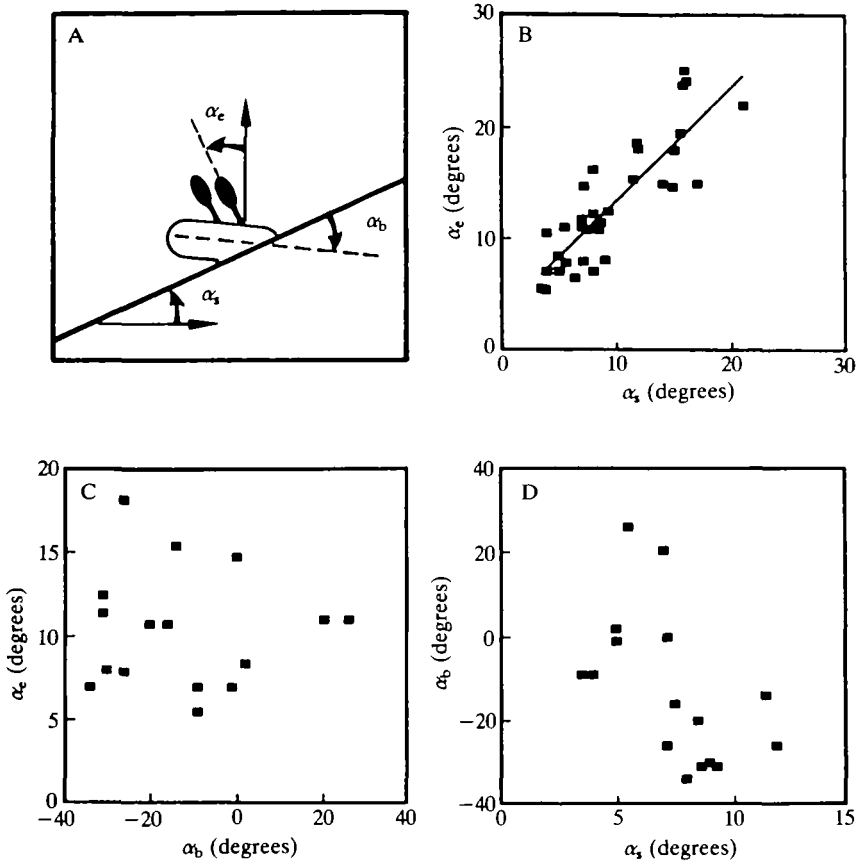 A
αe
αb
αs
B
30
20
10
0
αe (degrees)
0 10 20 30
αs (degrees)
C
20
15
10
5
0
αe (degrees)
−40 −20 0 20 40
αb (degrees)
D
40
20
0
−20
−40
αb (degrees)
0 5 10 15
αs (degrees)